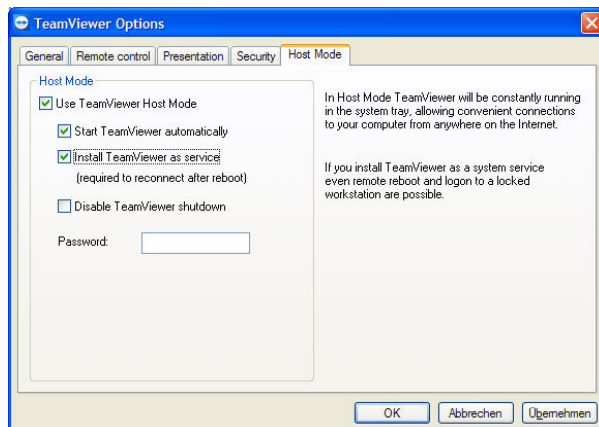 TeamViewer Options
General Remote control Presentation Security Host Mode
Host Mode
Use TeamViewer Host Mode
Start TeamViewer automatically
Install TeamViewer as service
(required to reconnect after reboot)
Disable TeamViewer shutdown
Password:
In Host Mode TeamViewer will be constantly running
in the system tray, allowing convenient connections
to your computer from anywhere on the Internet.
If you install TeamViewer as a system service
even remote reboot and logon to a locked
workstation are possible.
OK Abbrechen Übernehmen